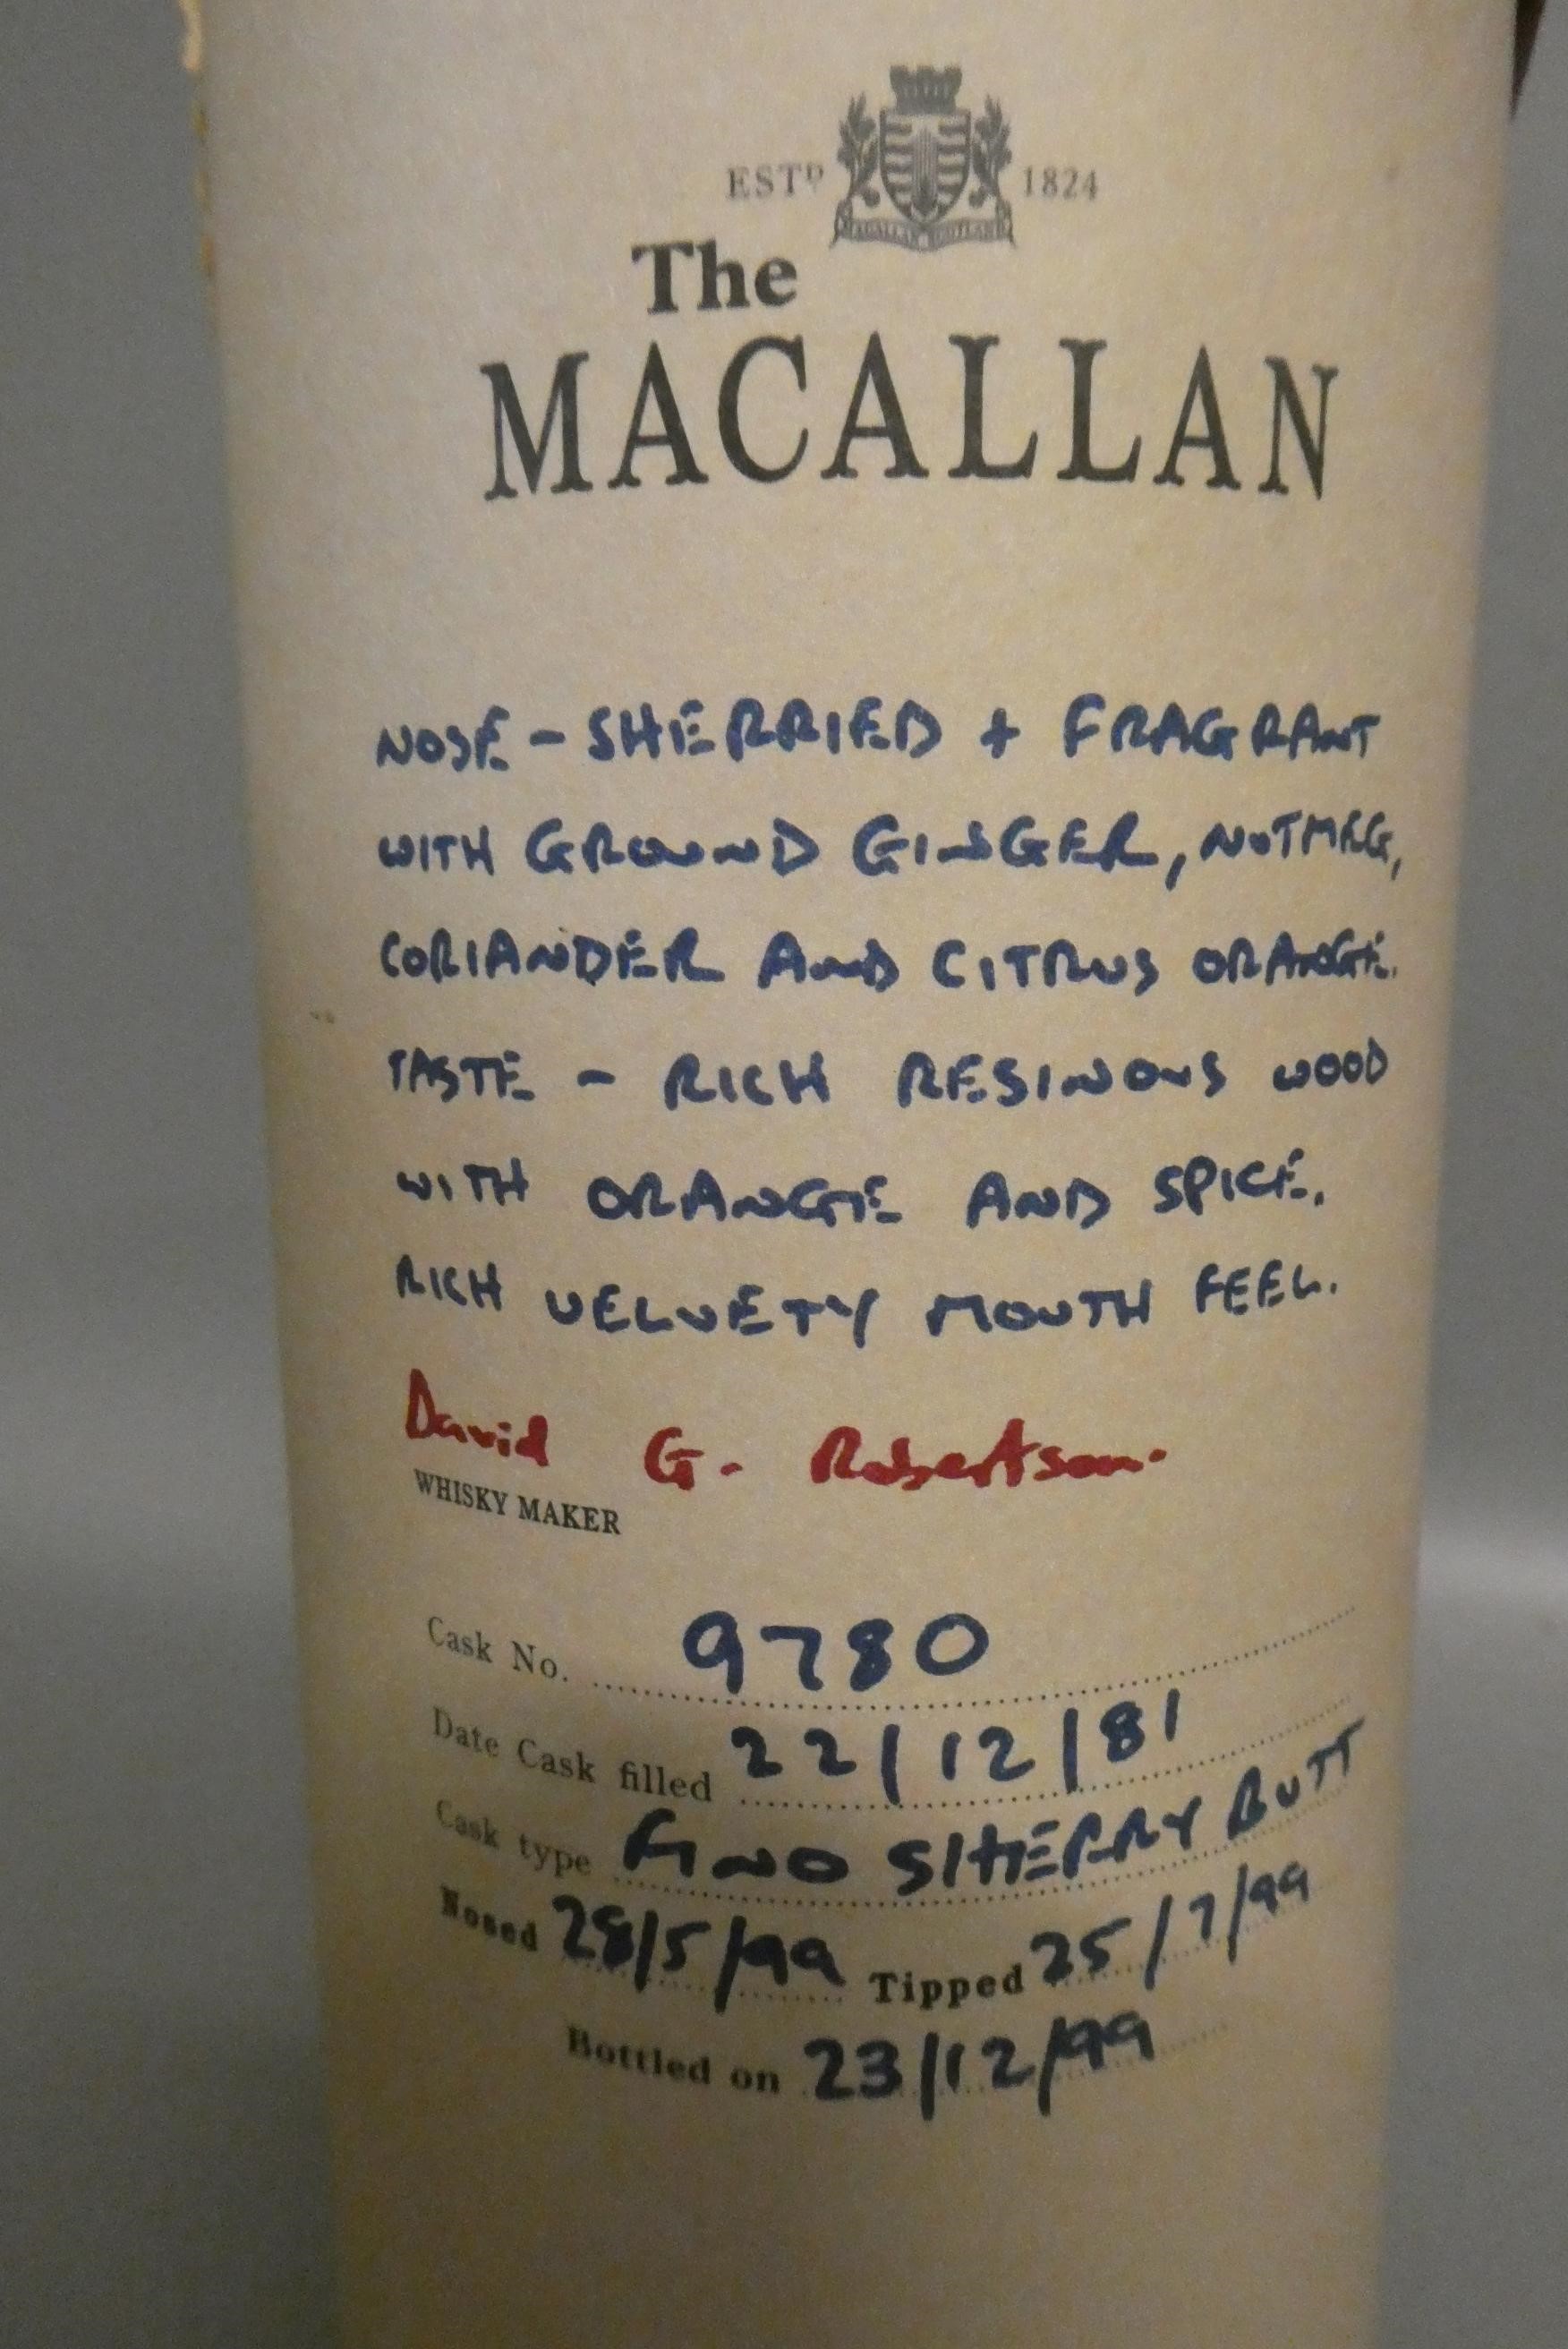 ESTD 1824
MACALLAN SCOTLAND
The
MACALLAN
NOSE - SHERRIED + FRAGRANT
WITH GROUND GINGER, NUTMEG,
CORIANDER AND CITRUS ORANGE.
TASTE - RICH RESINOUS WOOD
WITH ORANGE AND SPICE.
RICH VELVETY MOUTH FEEL.
David G. Robertson.
WHISKY MAKER
Cask No. 9780
Date Cask filled 22/12/81
Cask type FINO SHERRY BUTT
Nosed 28/5/99 Tipped 25/7/99
Bottled on 23/12/99